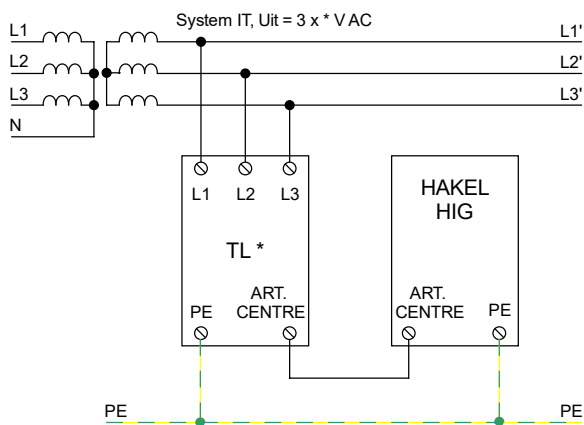 System IT, Uit = 3 x * V AC
L1
L1'
L2
L2'
L3
L3'
N
L1 L2 L3
HAKEL
HIG
TL *
ART.
PE CENTRE
ART.
CENTRE PE
PE
PE